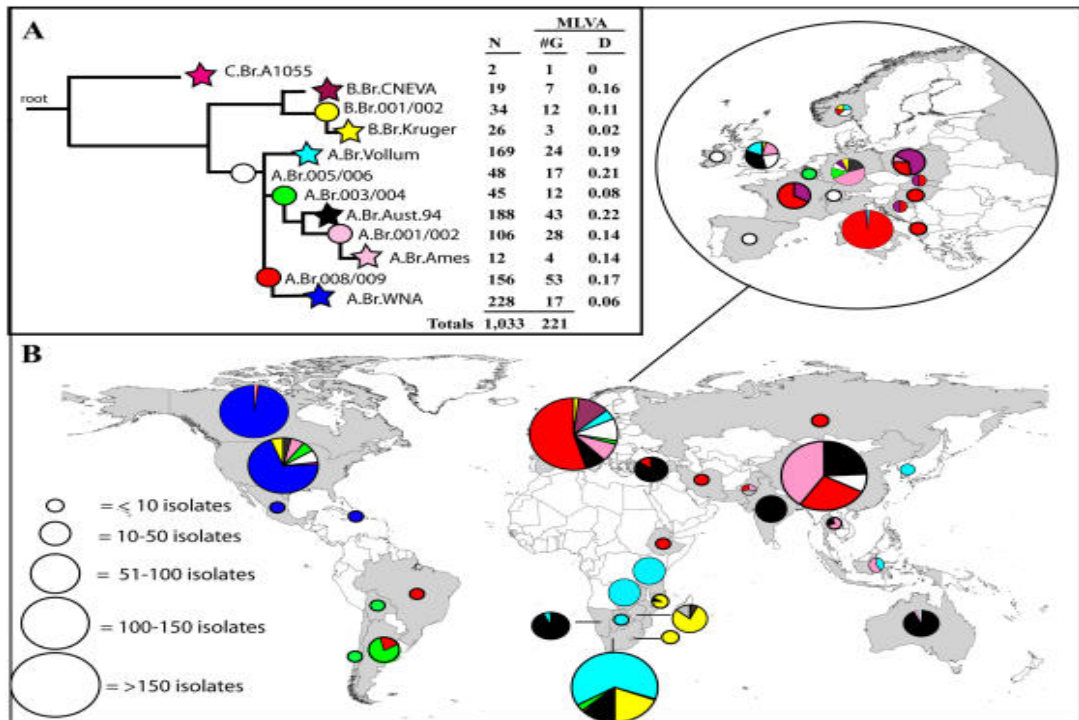 A
MLVA
N #G D
root
C.Br.A1055 2 1 0
B.Br.CNEVA 19 7 0.16
B.Br.001/002 34 12 0.11
B.Br.Kruger 26 3 0.02
A.Br.Vollum 169 24 0.19
A.Br.005/006 48 17 0.21
A.Br.003/004 45 12 0.08
A.Br.Aust.94 188 43 0.22
A.Br.001/002 106 28 0.14
A.Br.Ames 12 4 0.14
A.Br.008/009 156 53 0.17
A.Br.WNA 228 17 0.06
Totals 1,033 221
B
= < 10 isolates
= 10-50 isolates
= 51-100 isolates
= 100-150 isolates
= >150 isolates